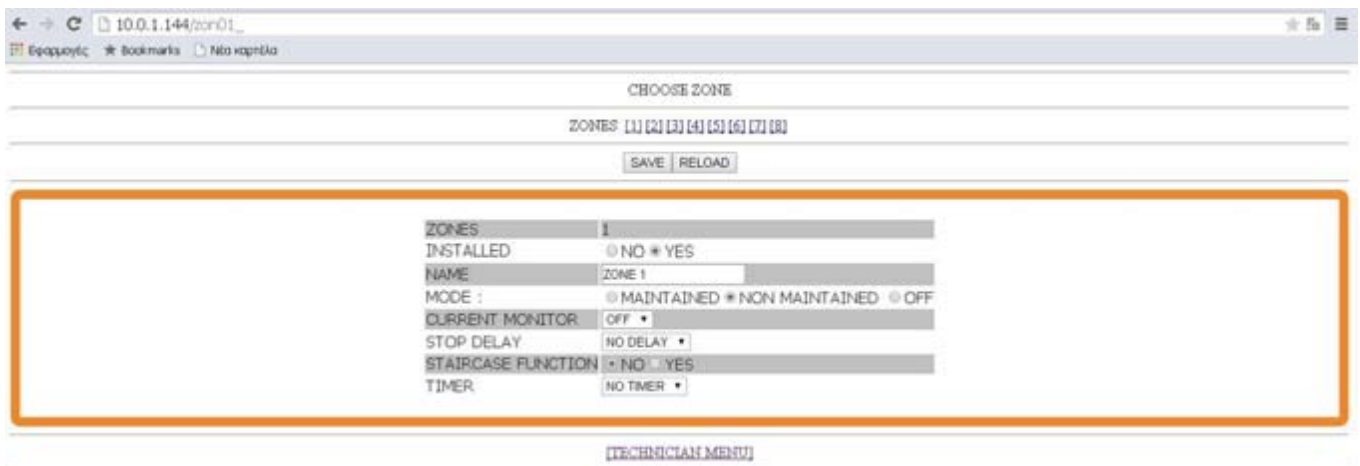 10.0.1.144/zon01_
Εφαρμογές Bookmarks Νέα καρτέλα
CHOOSE ZONE
ZONES [1] [2] [3] [4] [5] [6] [7] [8]
SAVE RELOAD
ZONES 1
INSTALLED NO YES
NAME ZONE 1
MODE : MAINTAINED NON MAINTAINED OFF
CURRENT MONITOR OFF
STOP DELAY NO DELAY
STAIRCASE FUNCTION NO YES
TIMER NO TIMER
[TECHNICIAN MENU]